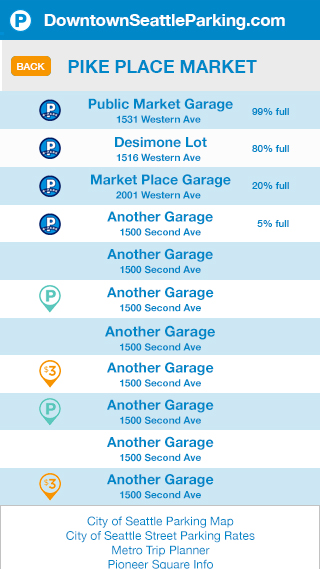 P DowntownSeattleParking.com
BACK PIKE PLACE MARKET
Public Market Garage
1531 Western Ave
99% full
Desimone Lot
1516 Western Ave
80% full
Market Place Garage
2001 Western Ave
20% full
Another Garage
1500 Second Ave
5% full
Another Garage
1500 Second Ave
P
Another Garage
1500 Second Ave
Another Garage
1500 Second Ave
$3
Another Garage
1500 Second Ave
P
Another Garage
1500 Second Ave
Another Garage
1500 Second Ave
$3
Another Garage
1500 Second Ave
City of Seattle Parking Map
City of Seattle Street Parking Rates
Metro Trip Planner
Pioneer Square Info